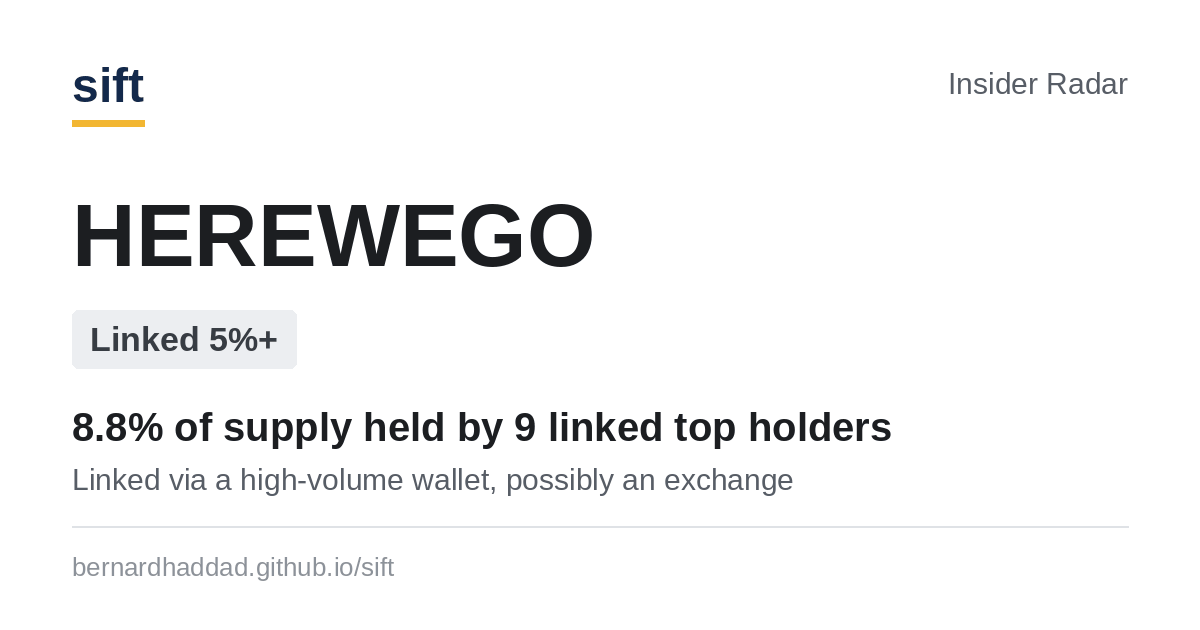 sift
Insider Radar
HEREWEGO
Linked 5%+
8.8% of supply held by 9 linked top holders
Linked via a high-volume wallet, possibly an exchange
bernardhaddad.github.io/sift